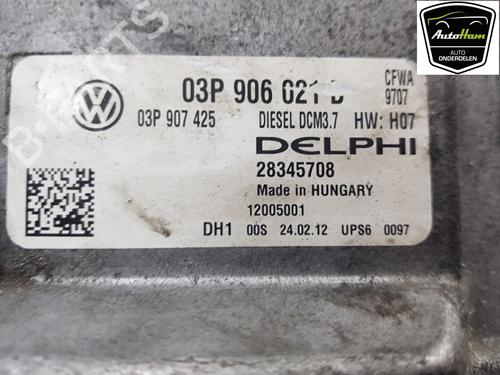 AutoHam
AUTO
ONDERDELEN
B-PARTS
03P 906 021
CFWA
9707
03P 907 425 DIESEL DCM3.7 HW: H07
DELPHI
28345708
Made in HUNGARY
12005001
DH1 00S 24.02.12 UPS6 0097